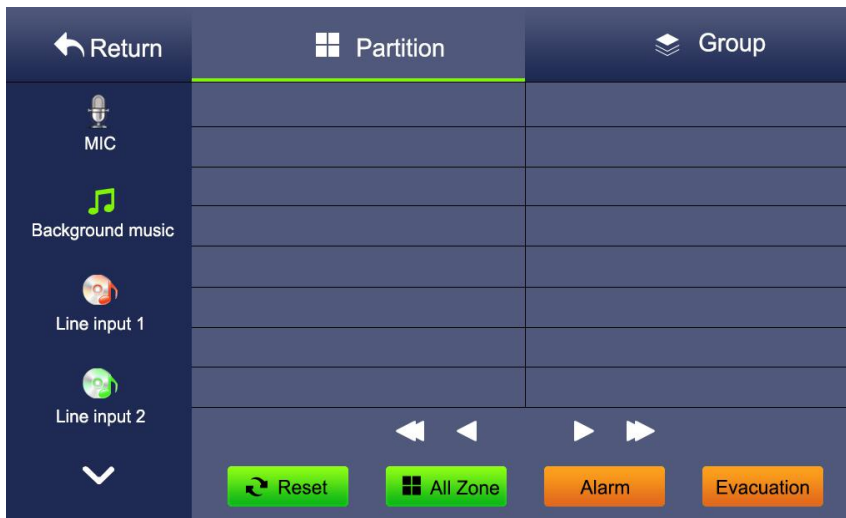 Return
Partition
Group
MIC
Background music
Line input 1
Line input 2
Reset
All Zone
Alarm
Evacuation